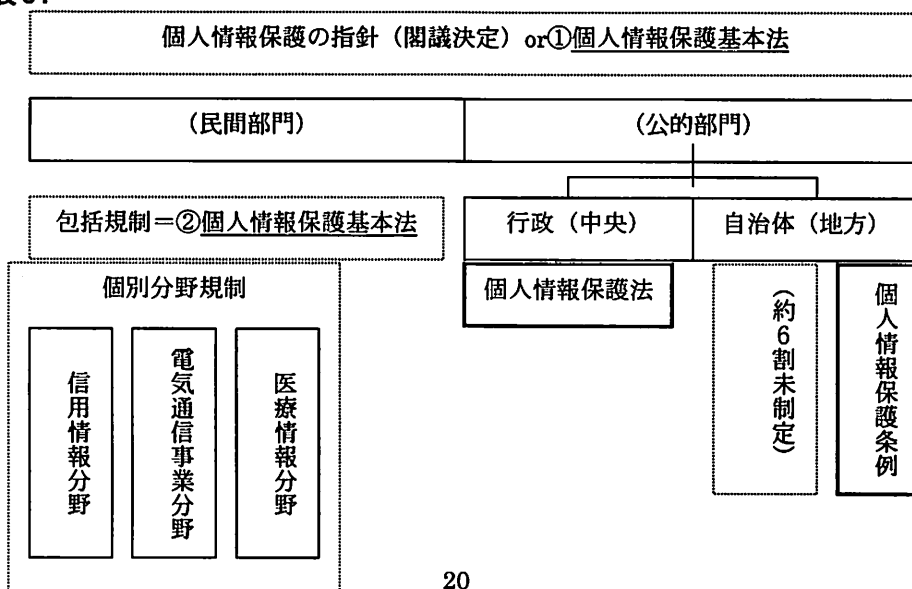 個人情報保護の指針（閣議決定）or①個人情報保護基本法
（民間部門）
（公的部門）
包括規制＝②個人情報保護基本法
行政（中央）
自治体（地方）
個別分野規制
信用情報分野
電気通信事業分野
医療情報分野
個人情報保護法
（約6割未制定）
個人情報保護条例
20